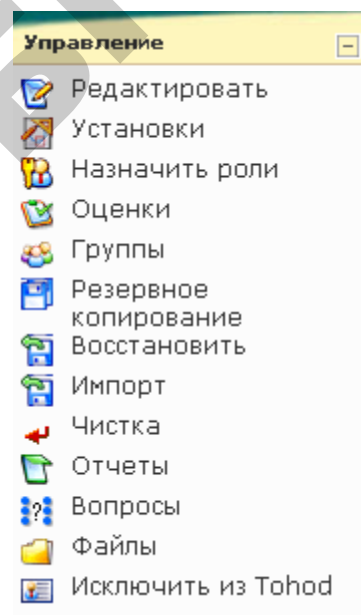 Управление
Редактировать
Установки
Назначить роли
Оценки
Группы
Резервное
копирование
Восстановить
Импорт
Чистка
Отчеты
Вопросы
Файлы
Исключить из Tohod